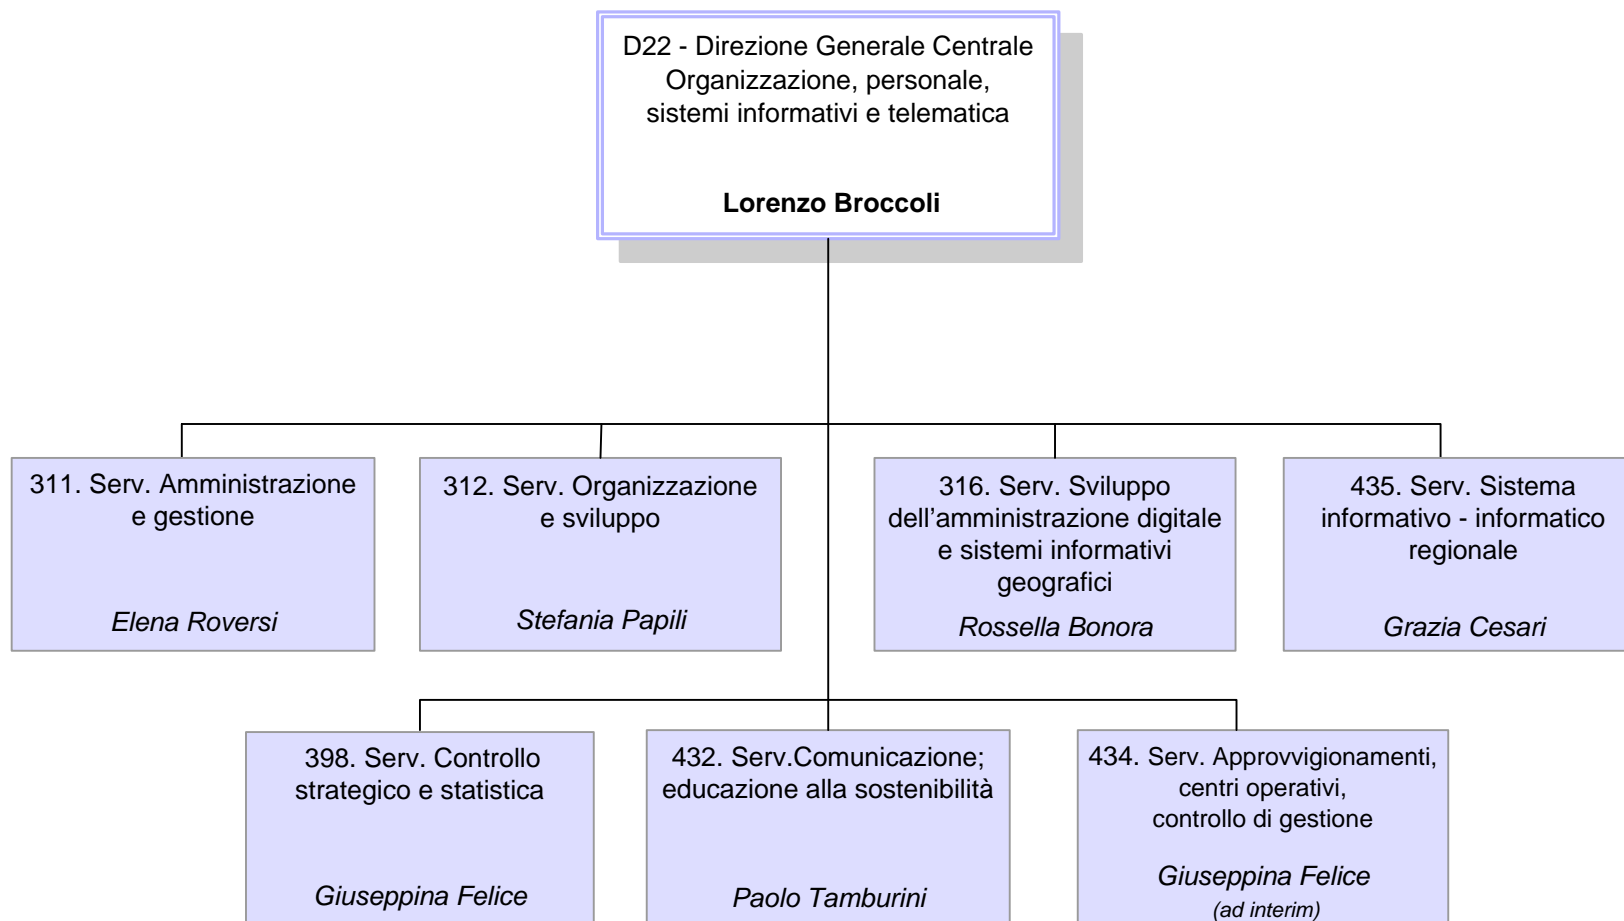 D22 - Direzione Generale Centrale
Organizzazione, personale,
sistemi informativi e telematica
Lorenzo Broccoli
311. Serv. Amministrazione
e gestione
Elena Roversi
312. Serv. Organizzazione
e sviluppo
Stefania Papili
316. Serv. Sviluppo
dell’amministrazione digitale
e sistemi informativi
geografici
Rossella Bonora
435. Serv. Sistema
informativo - informatico
regionale
Grazia Cesari
398. Serv. Controllo
strategico e statistica
Giuseppina Felice
432. Serv.Comunicazione;
educazione alla sostenibilità
Paolo Tamburini
434. Serv. Approvvigionamenti,
centri operativi,
controllo di gestione
Giuseppina Felice
(ad interim)